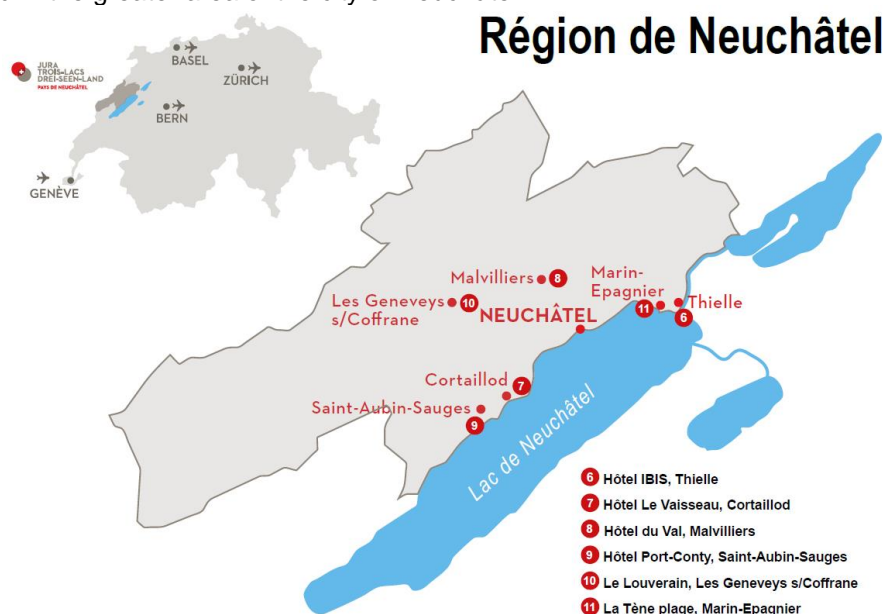 Région de Neuchâtel
JURA
TROIS-LACS
DREI-SEEN-LAND
PAYS DE NEUCHÂTEL
BASEL
ZÜRICH
BERN
GENÈVE
Malvilliers
8
Marin-
Epagnier
Les Geneveys
s/Coffrane
10
NEUCHÂTEL
11
Thielle
6
Cortaillod
7
Saint-Aubin-Sauges
9
Lac de Neuchâtel
6 Hôtel IBIS, Thielle
7 Hôtel Le Vaisseau, Cortaillod
8 Hôtel du Val, Malvilliers
9 Hôtel Port-Conty, Saint-Aubin-Sauges
10 Le Louverain, Les Geneveys s/Coffrane
11 La Tène plage, Marin-Epagnier